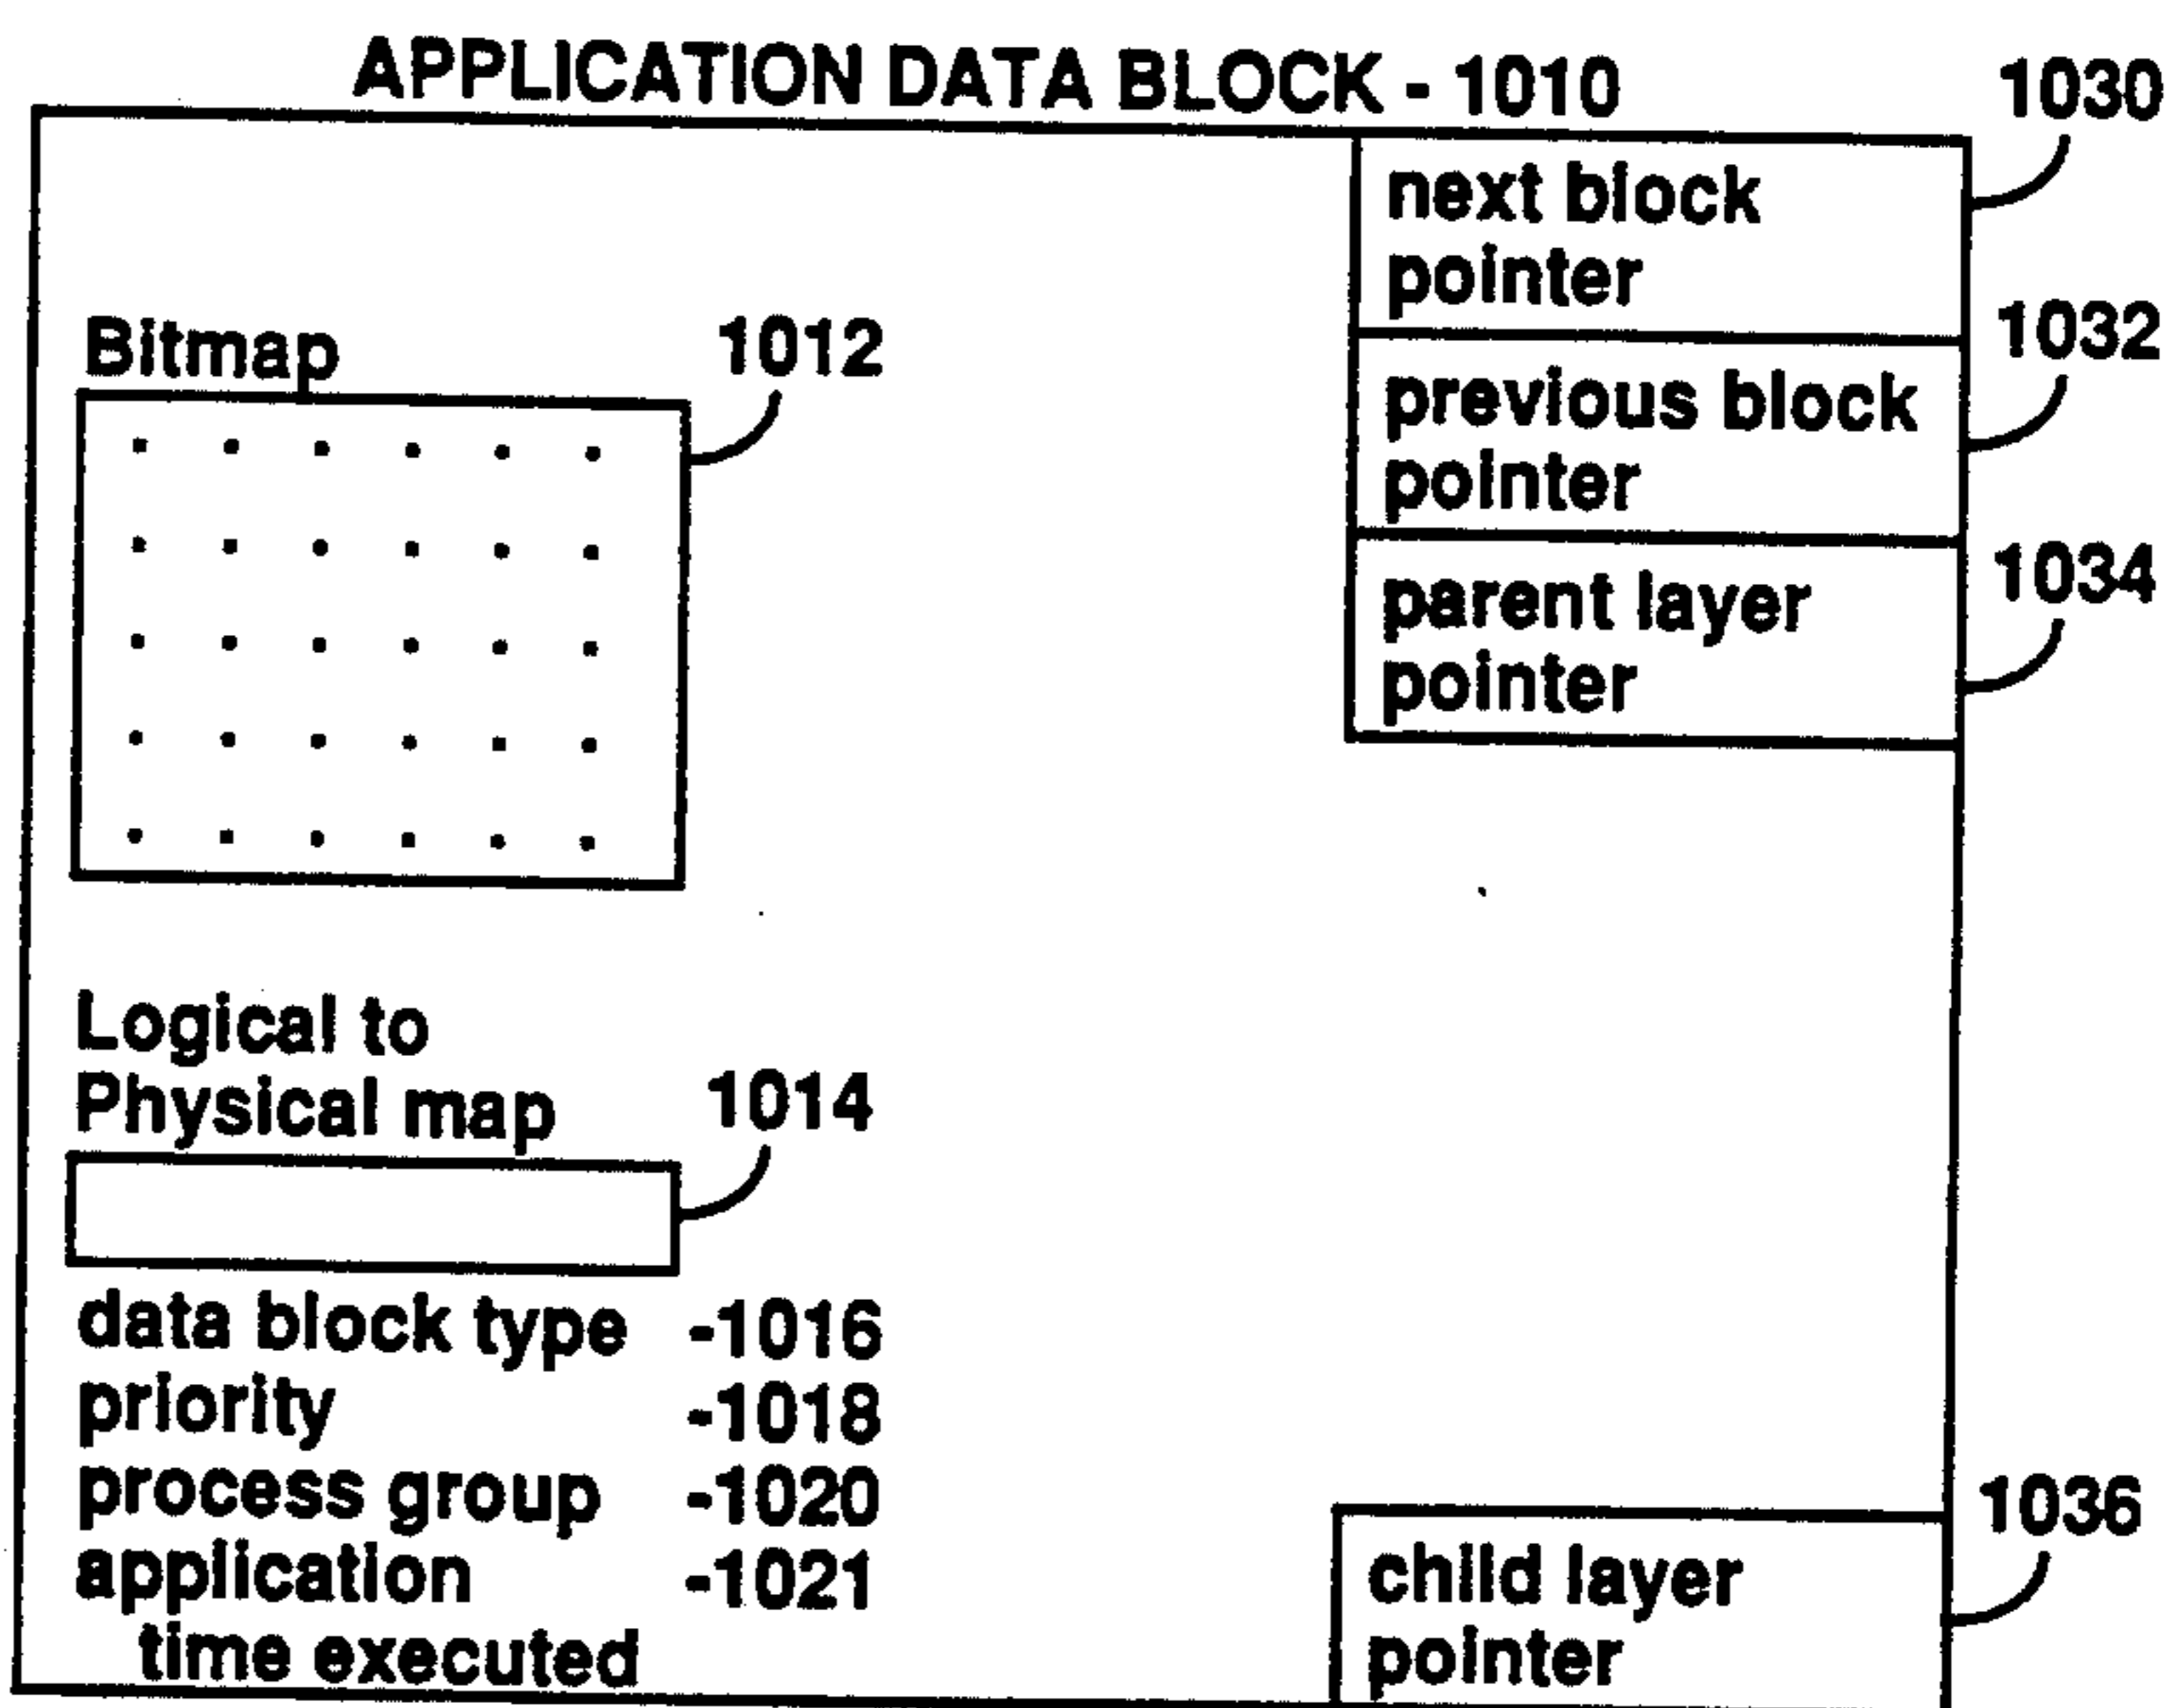 APPLICATION DATA BLOCK - 1010
1030
next block
pointer
1032
previous block
pointer
1034
parent layer
pointer
Bitmap
1012
Logical to
Physical map
1014
data block type -1016
priority -1018
process group -1020
application -1021
time executed
1036
child layer
pointer